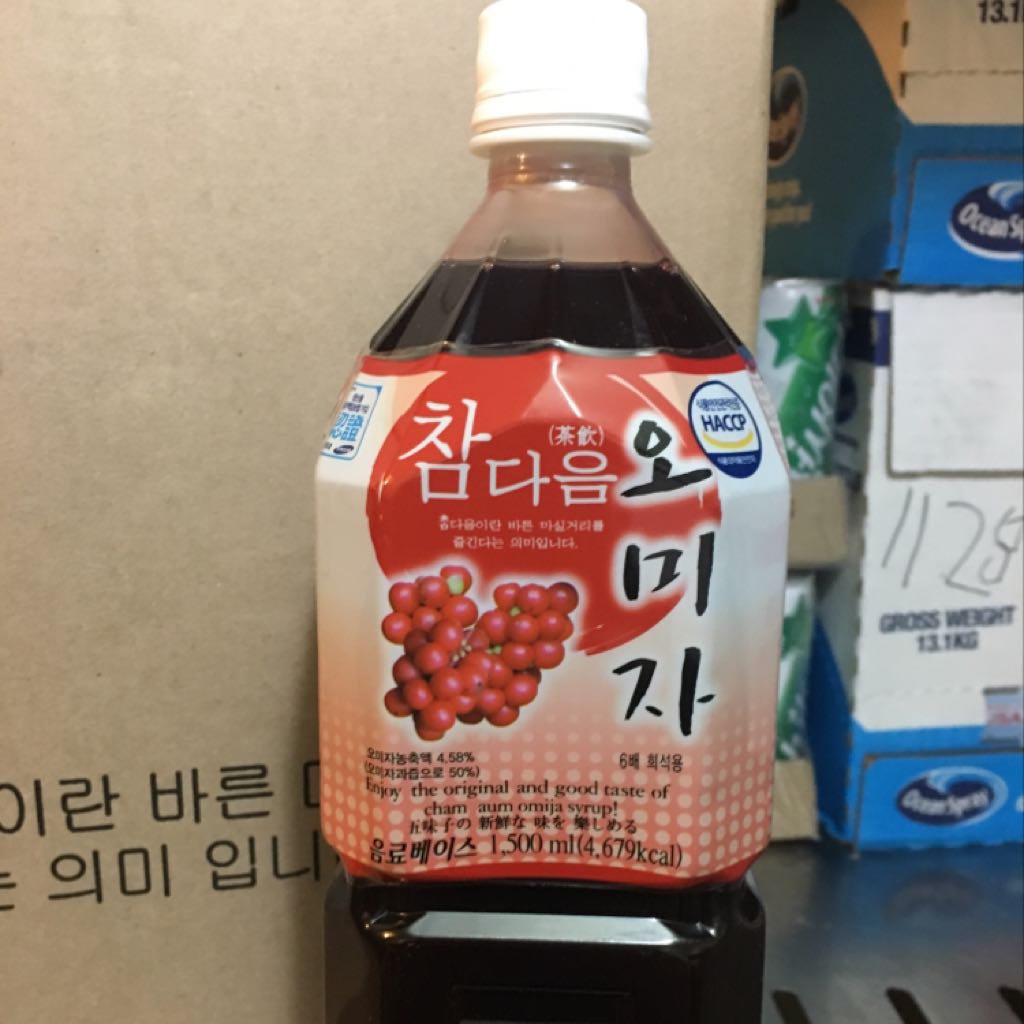 참다음
(茶飮)
오미자
참다음이란 바른 마실거리를
즐긴다는 의미입니다.
HACCP
오미자농축액 4.58%
(오미자과즙으로 50%)
6배 희석용
Enjoy the original and good taste of
cham aum omija syrup!
五味子の 新鮮な 味を 樂しめる
음료베이스 1,500 ml(4,679kcal)
이란 바른
는 의미 입니
13.1
Ocean S
1125
GROSS WEIGHT
13.1KG
Ocean Spray